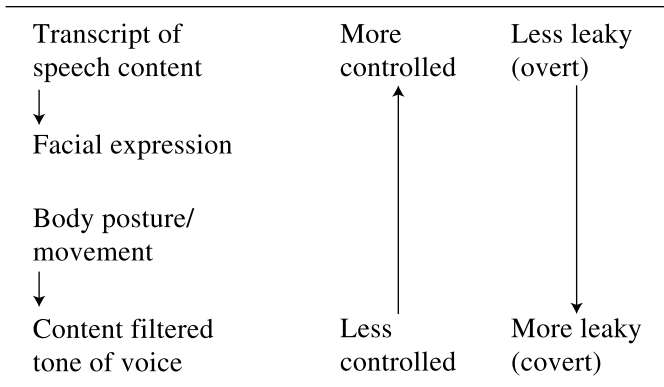 Transcript of
speech content
Facial expression
Body posture/
movement
Content filtered
tone of voice
More
controlled
Less
controlled
Less leaky
(overt)
More leaky
(covert)